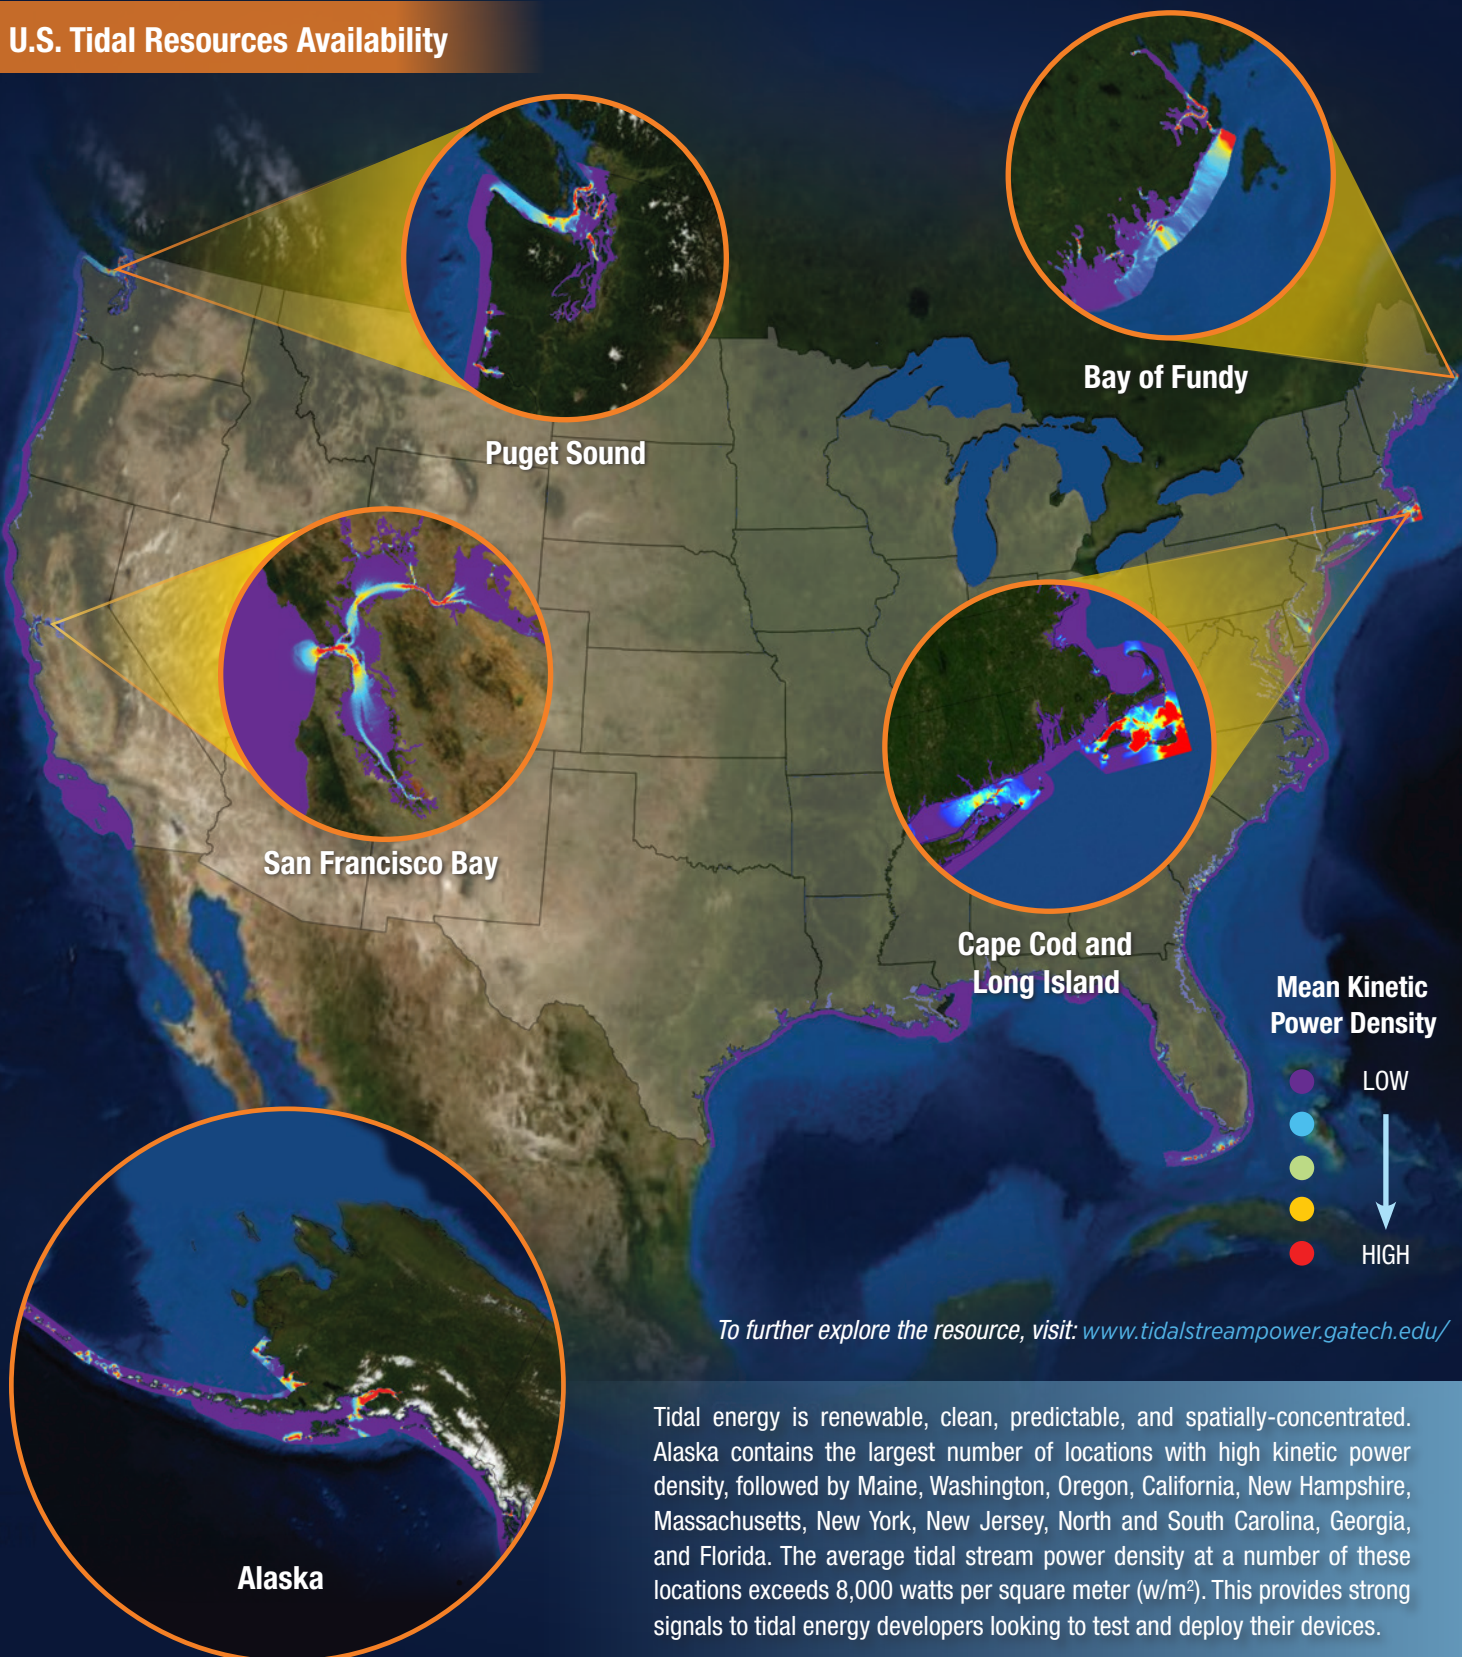 U.S. Tidal Resources Availability
Bay of Fundy
Puget Sound
San Francisco Bay
Cape Cod and
Long Island
Mean Kinetic
Power Density
LOW
HIGH
To further explore the resource, visit: www.tidalstreampower.gatech.edu/
Tidal energy is renewable, clean, predictable, and spatially-concentrated.
Alaska contains the largest number of locations with high kinetic power
density, followed by Maine, Washington, Oregon, California, New Hampshire,
Massachusetts, New York, New Jersey, North and South Carolina, Georgia,
and Florida. The average tidal stream power density at a number of these
locations exceeds 8,000 watts per square meter (w/m²). This provides strong
signals to tidal energy developers looking to test and deploy their devices.
Alaska